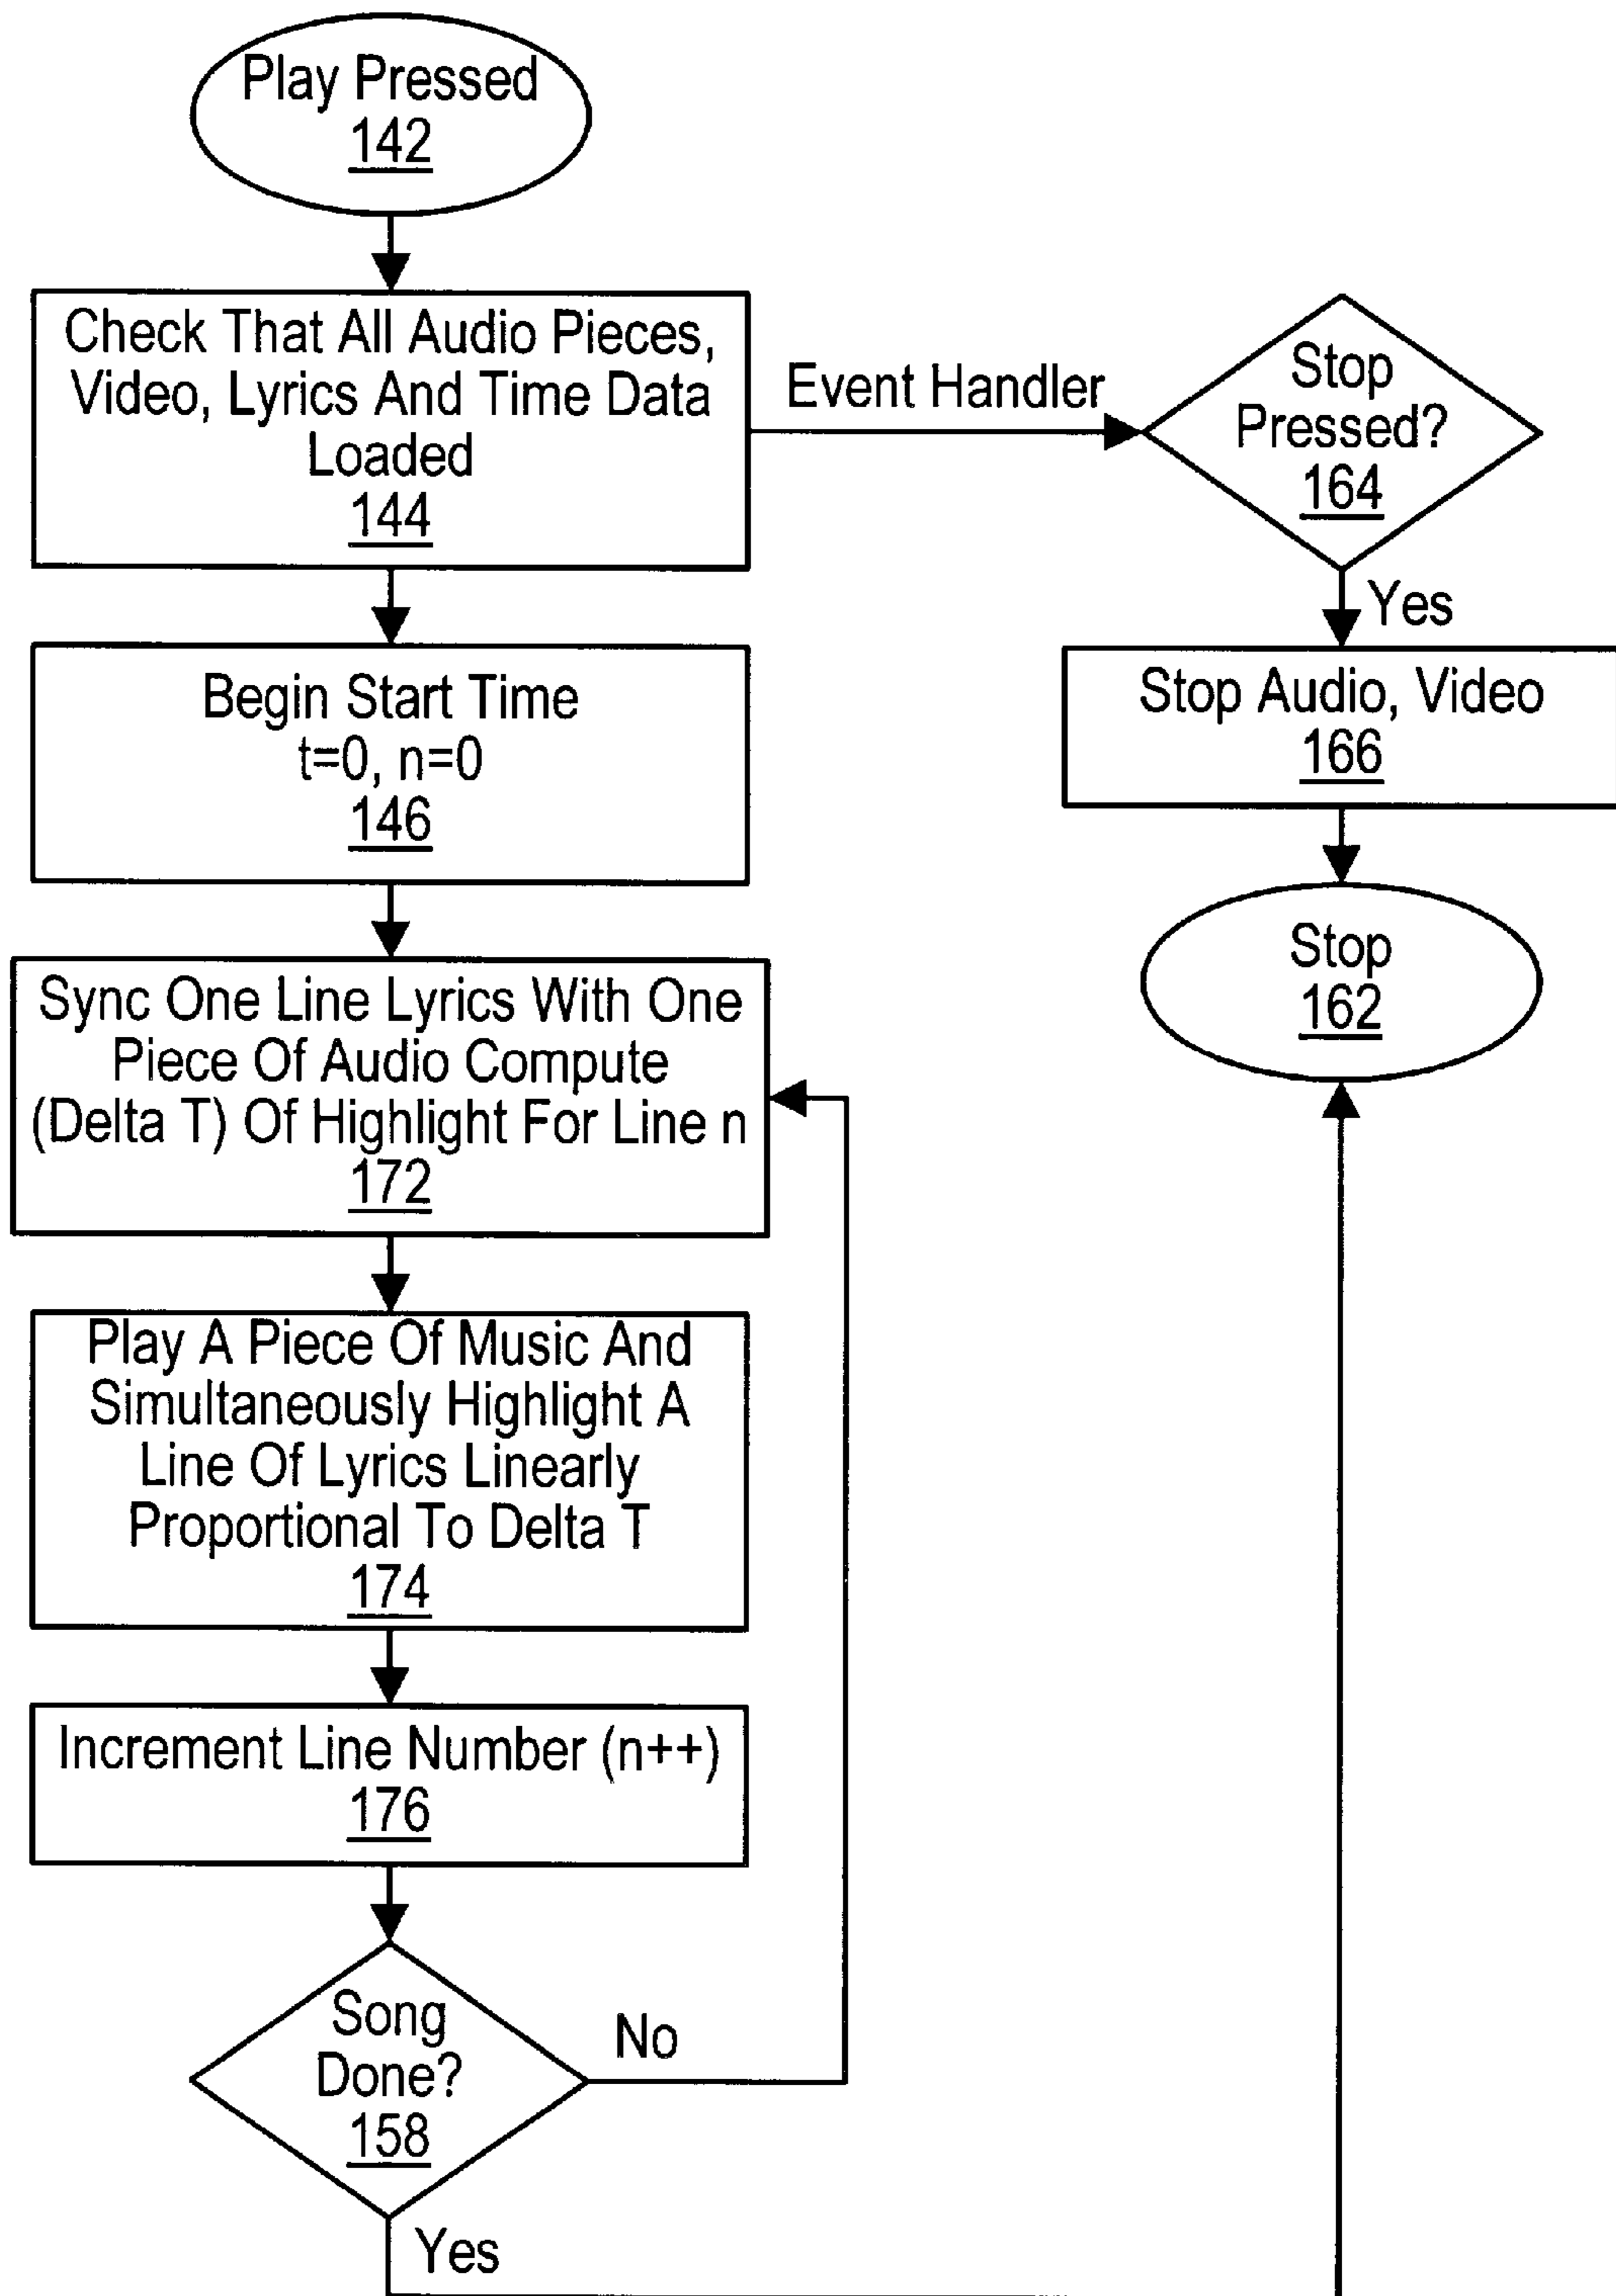 Play Pressed
142
Check That All Audio Pieces,
Video, Lyrics And Time Data
Loaded
144
Event Handler
Stop
Pressed?
164
Yes
Begin Start Time
t=0, n=0
146
Stop Audio, Video
166
Stop
162
Sync One Line Lyrics With One
Piece Of Audio Compute
(Delta T) Of Highlight For Line n
172
Play A Piece Of Music And
Simultaneously Highlight A
Line Of Lyrics Linearly
Proportional To Delta T
174
Increment Line Number (n++)
176
Song
Done?
158
No
Yes